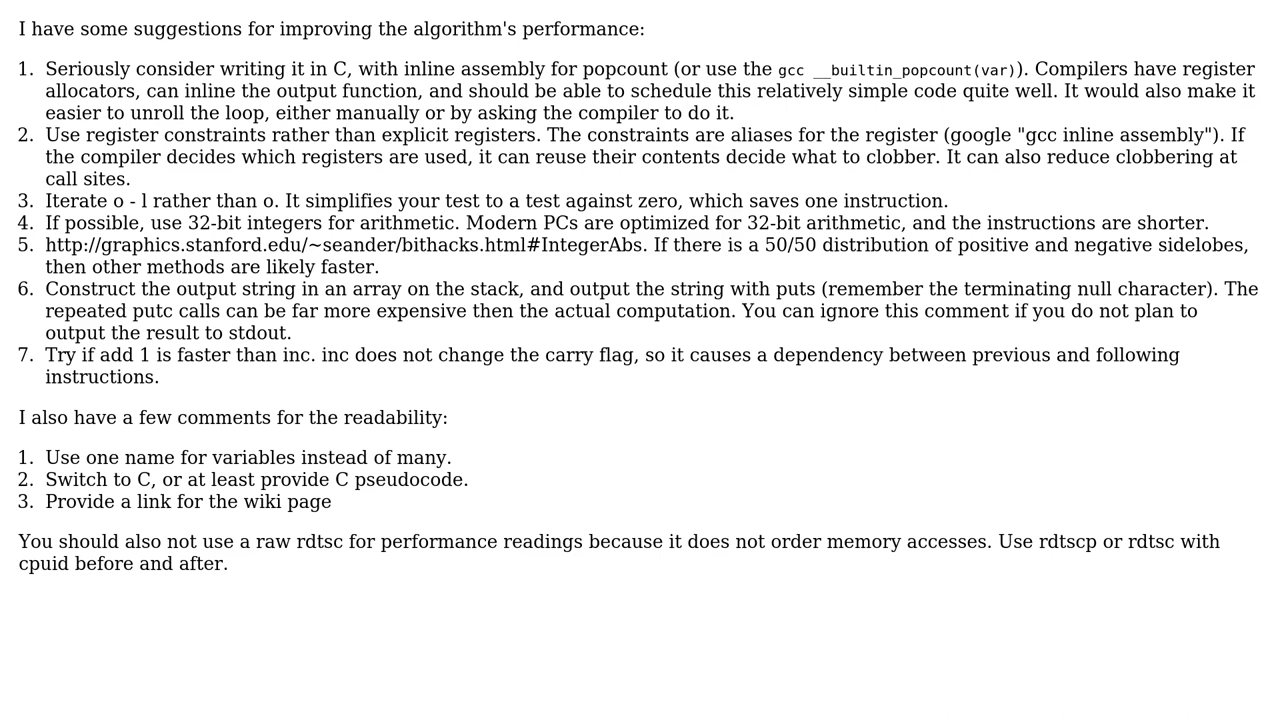 I have some suggestions for improving the algorithm's performance:
1. Seriously consider writing it in C, with inline assembly for popcount (or use the gcc __builtin_popcount(var)). Compilers have register
allocators, can inline the output function, and should be able to schedule this relatively simple code quite well. It would also make it
easier to unroll the loop, either manually or by asking the compiler to do it.
2. Use register constraints rather than explicit registers. The constraints are aliases for the register (google "gcc inline assembly"). If
the compiler decides which registers are used, it can reuse their contents decide what to clobber. It can also reduce clobbering at
call sites.
3. Iterate o - l rather than o. It simplifies your test to a test against zero, which saves one instruction.
4. If possible, use 32-bit integers for arithmetic. Modern PCs are optimized for 32-bit arithmetic, and the instructions are shorter.
5. http://graphics.stanford.edu/~seander/bithacks.html#IntegerAbs. If there is a 50/50 distribution of positive and negative sidelobes,
then other methods are likely faster.
6. Construct the output string in an array on the stack, and output the string with puts (remember the terminating null character). The
repeated putc calls can be far more expensive then the actual computation. You can ignore this comment if you do not plan to
output the result to stdout.
7. Try if add 1 is faster than inc. inc does not change the carry flag, so it causes a dependency between previous and following
instructions.
I also have a few comments for the readability:
1. Use one name for variables instead of many.
2. Switch to C, or at least provide C pseudocode.
3. Provide a link for the wiki page
You should also not use a raw rdtsc for performance readings because it does not order memory accesses. Use rdtscp or rdtsc with
cpuid before and after.